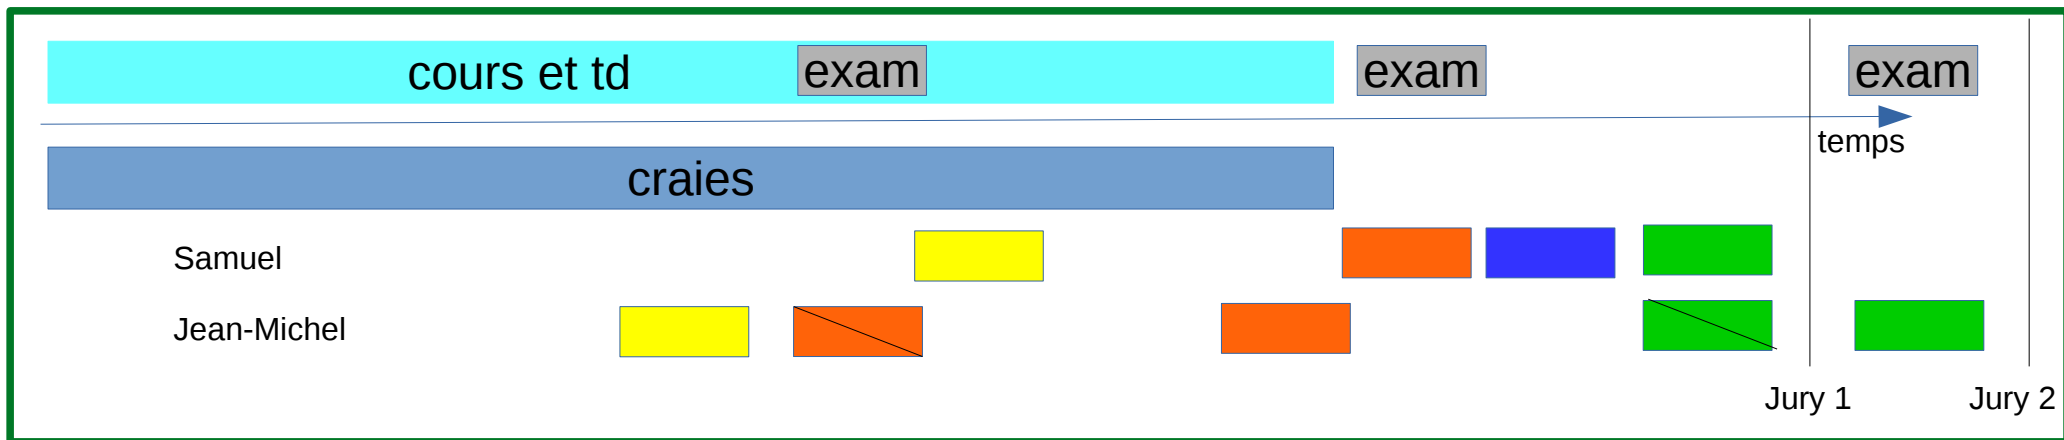 cours et td
exam
exam
exam
temps
craies
Samuel
Jean-Michel
Jury 1
Jury 2